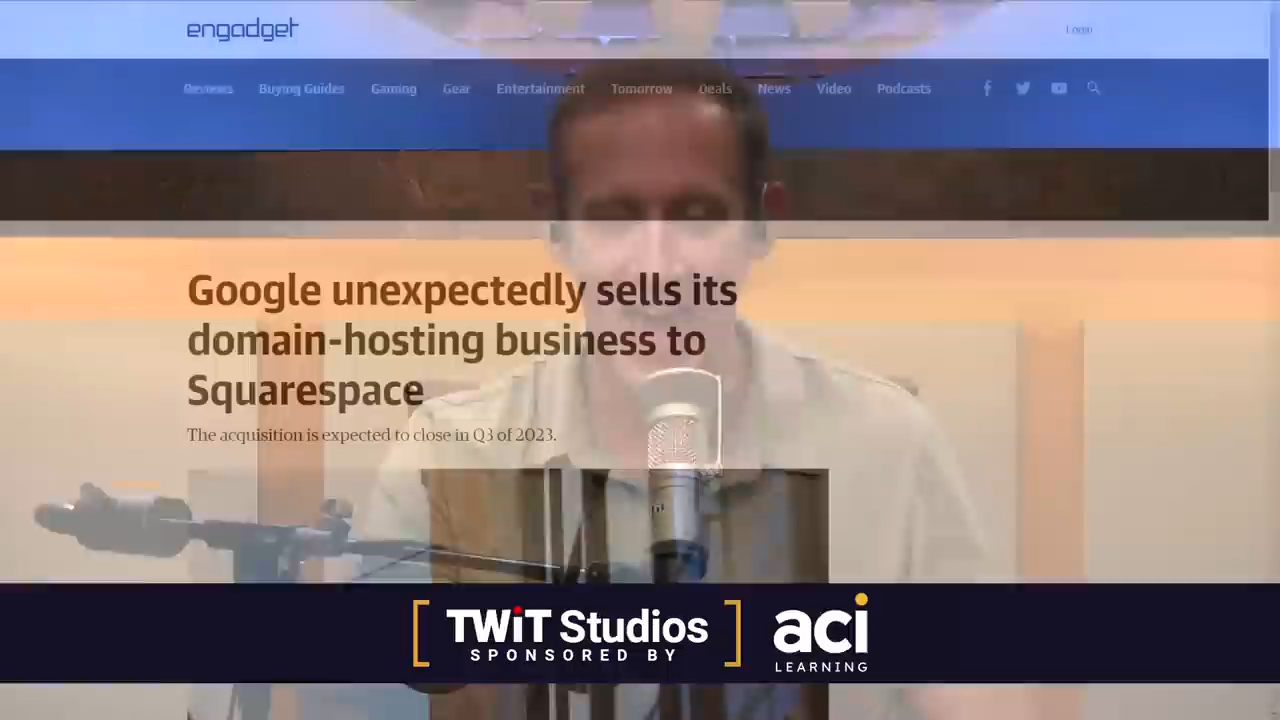 engadget
Login
Reviews Buying Guides Gaming Gear Entertainment Tomorrow Deals News Video Podcasts
Google unexpectedly sells its
domain-hosting business to
Squarespace
The acquisition is expected to close in Q3 of 2023.
TWiT Studios
SPONSORED BY
aci
LEARNING